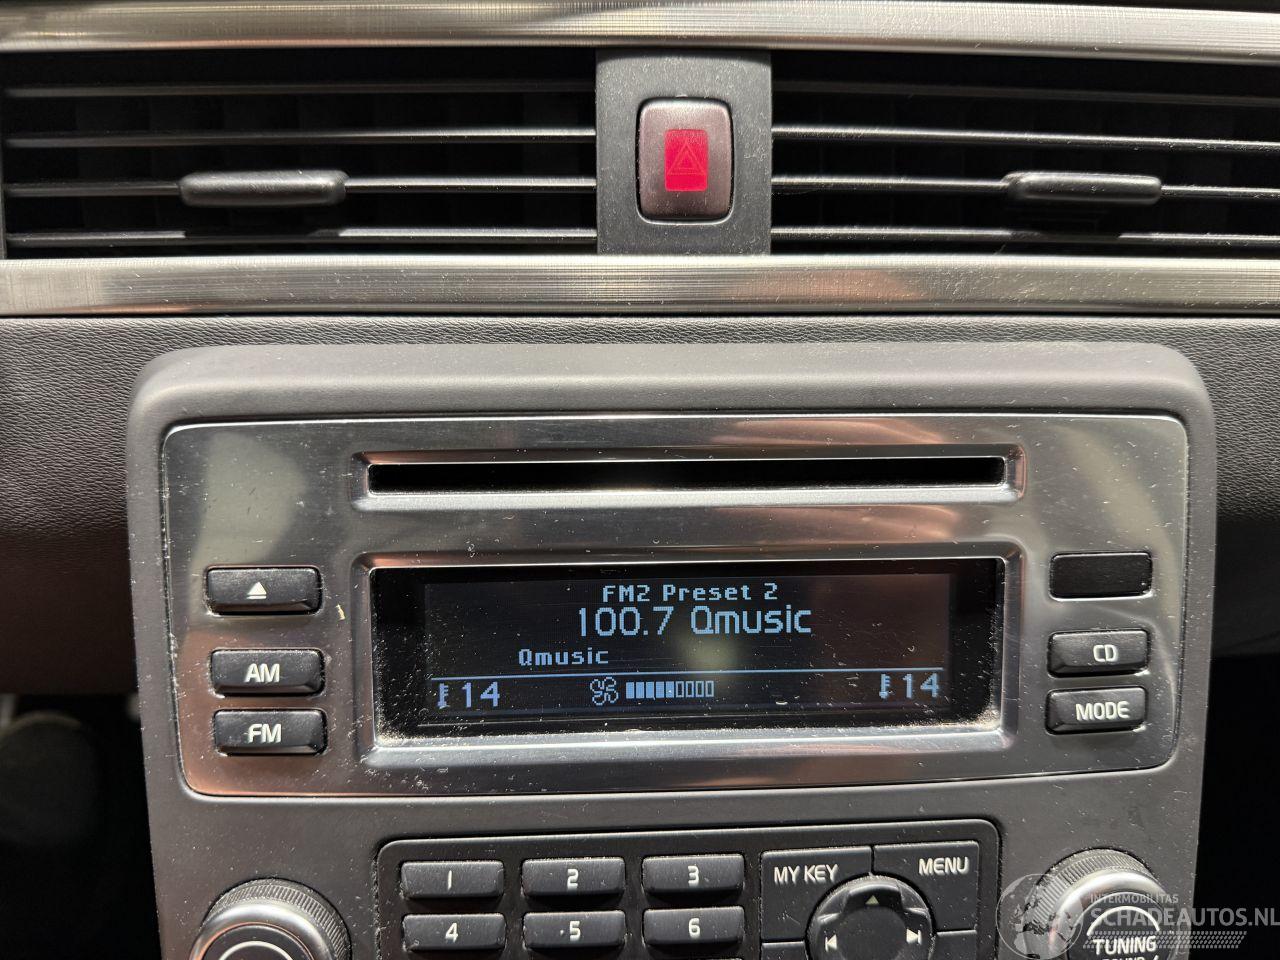 FM2 Preset 2
100.7 Qmusic
Qmusic
14
14
AM
FM
CD
MODE
1
2
3
4
5
6
MY KEY
MENU
TUNING
INTERMOBILITAS
SCHADEAUTOS.NL